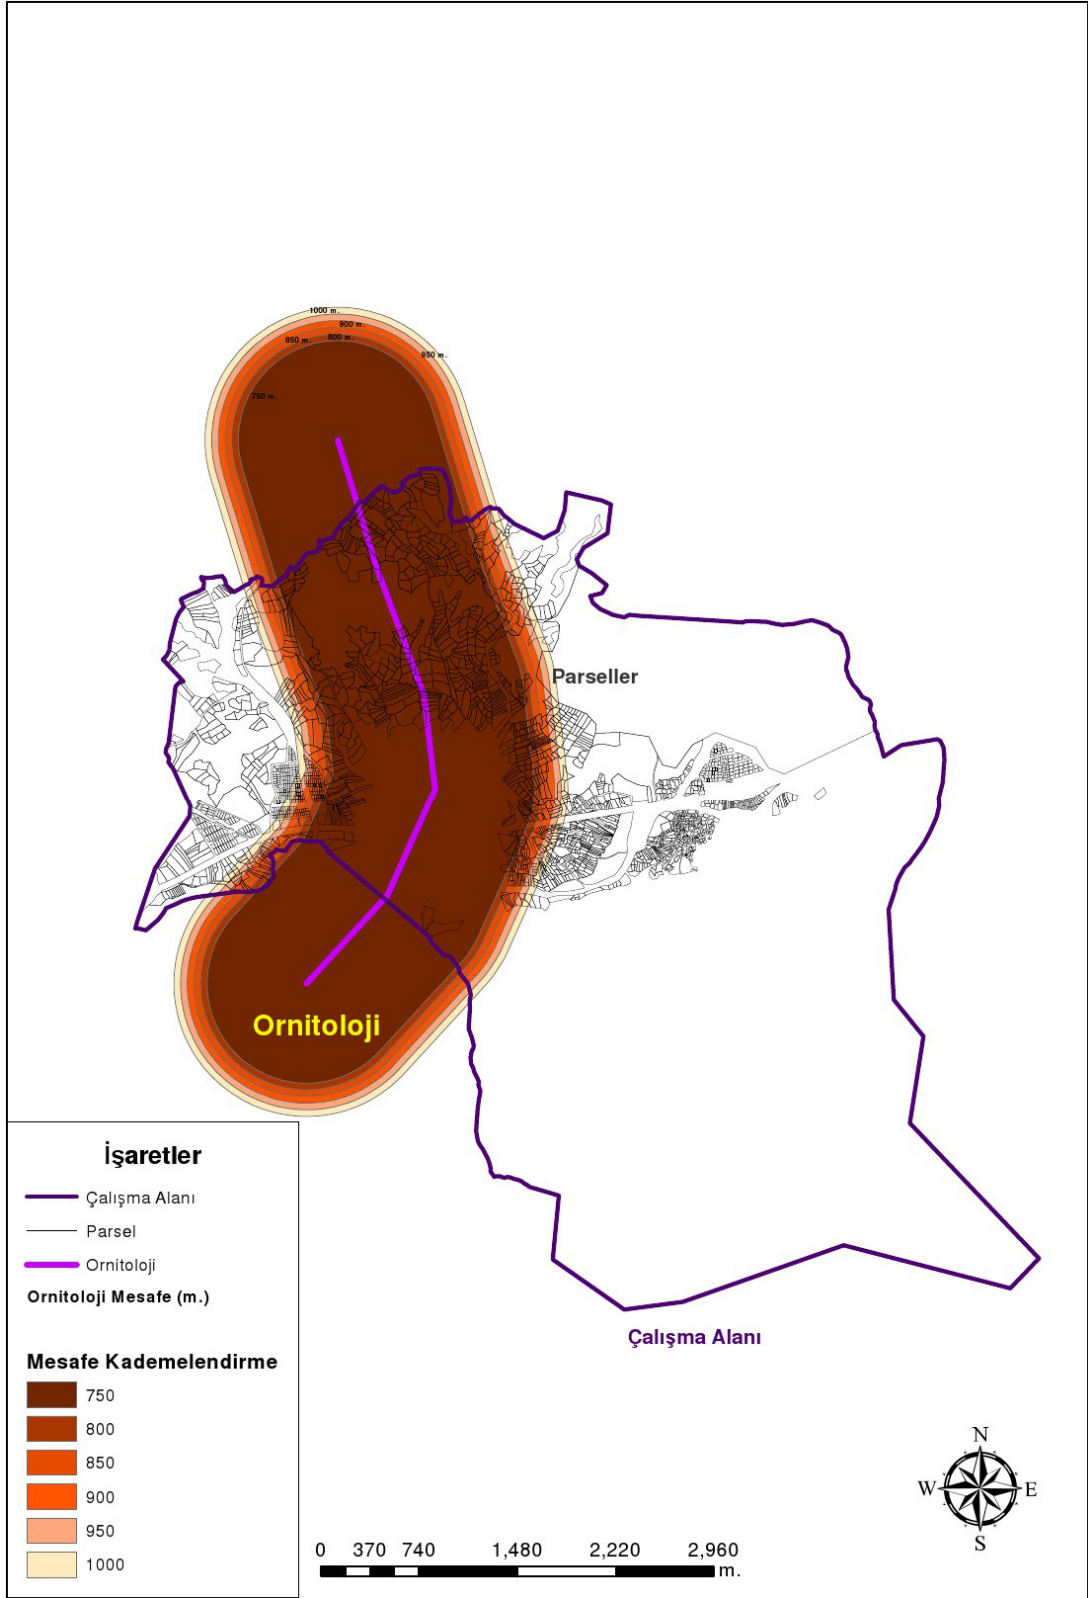 1000 m.
900 m.
850 m.
800 m.
950 m.
750 m.
Parseller
Ornitoloji
İşaretler
Çalışma Alanı
Parsel
Ornitoloji
Ornitoloji Mesafe (m.)
Mesafe Kademelendirme
750
800
850
900
950
1000
Çalışma Alanı
N
W E
S
0 370 740 1,480 2,220 2,960
m.